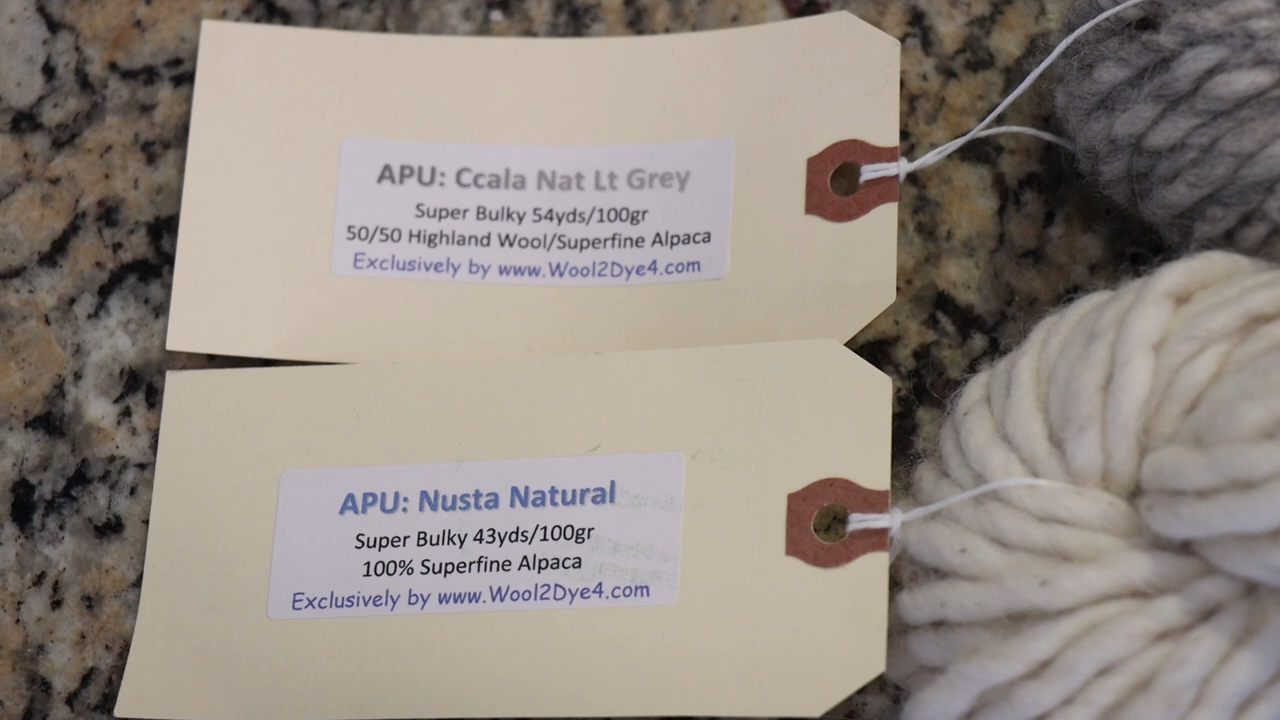 APU: Ccala Nat Lt Grey
Super Bulky 54yds/100gr
50/50 Highland Wool/Superfine Alpaca
Exclusively by www.Wool2Dye4.com
APU: Nusta Natural
Super Bulky 43yds/100gr
100% Superfine Alpaca
Exclusively by www.Wool2Dye4.com